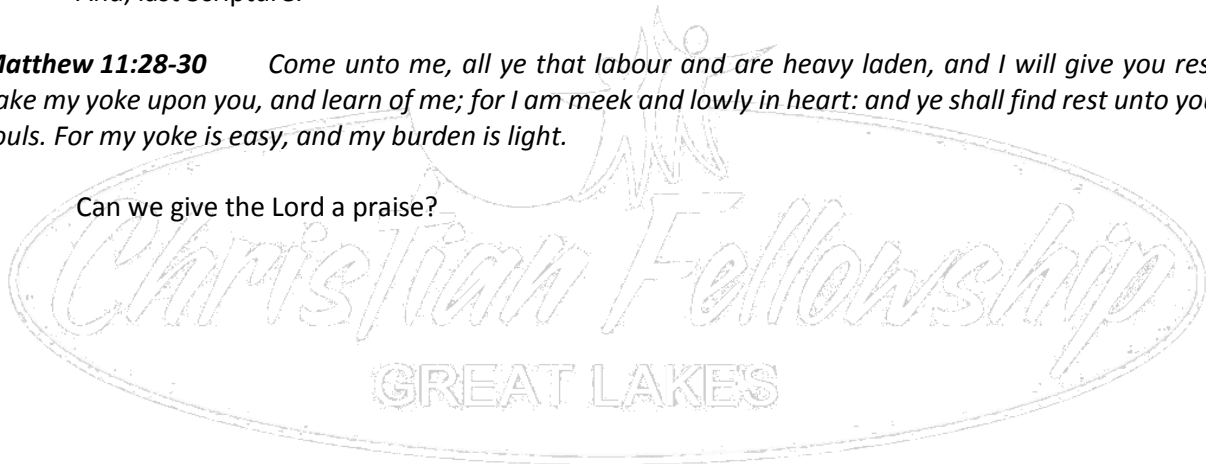 And, last Scripture:
Matthew 11:28-30 Come unto me, all ye that labour and are heavy laden, and I will give you res
ake my yoke upon you, and learn of me; for I am meek and lowly in heart: and ye shall find rest unto you
ouls. For my yoke is easy, and my burden is light.
Can we give the Lord a praise?
Christian Fellowship
GREAT LAKES